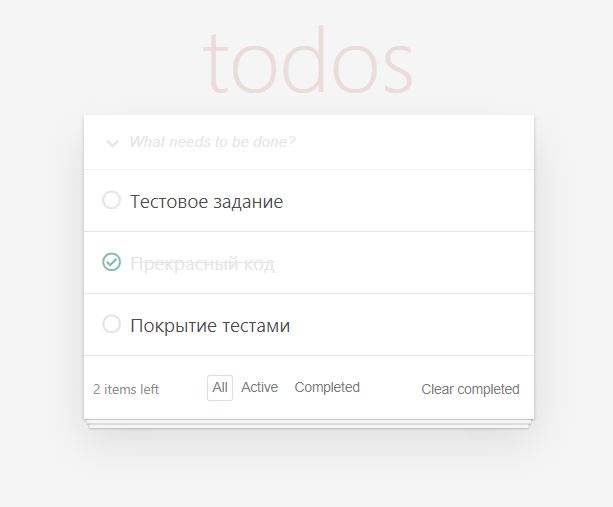 todos
What needs to be done?
Тестовое задание
Прекрасный код
Покрытие тестами
2 items left All Active Completed Clear completed